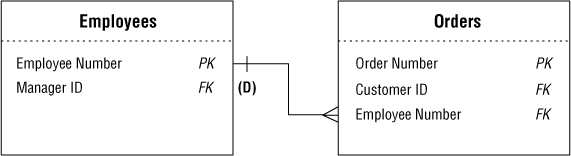 Employees
Employee Number PK
Manager ID FK
(D)
Orders
Order Number PK
Customer ID FK
Employee Number FK